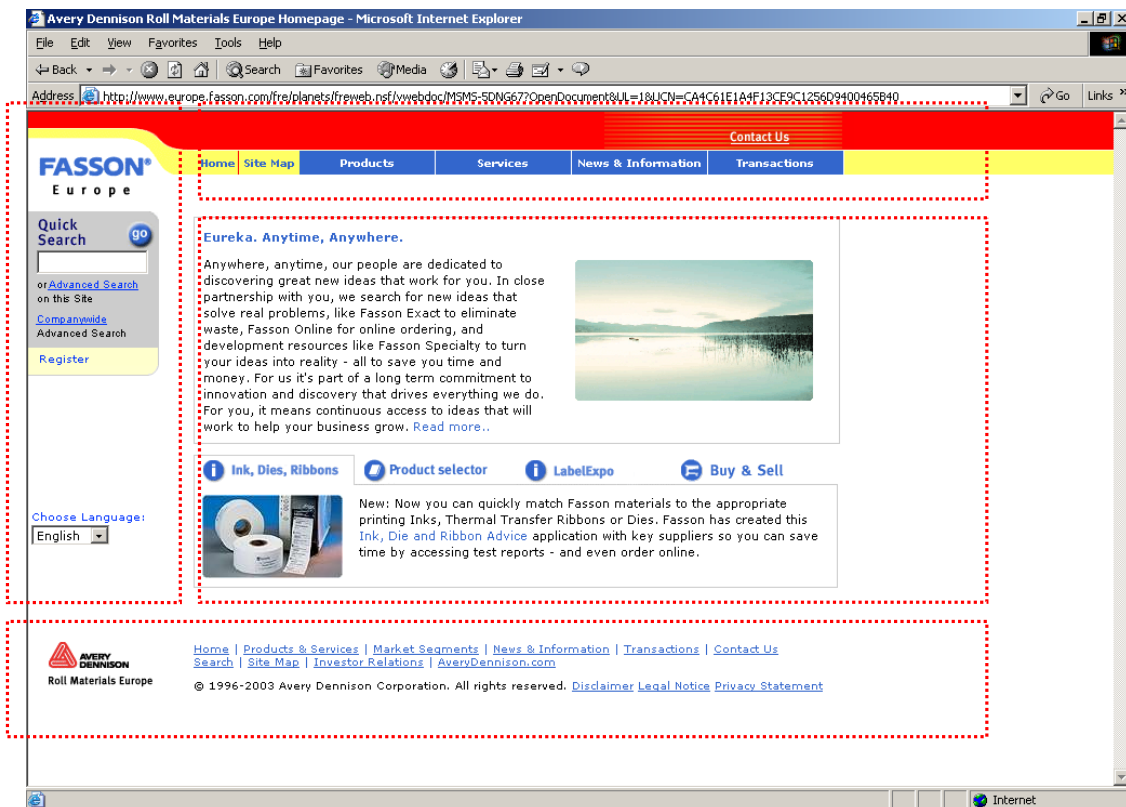 Avery Dennison Roll Materials Europe Homepage - Microsoft Internet Explorer
File Edit View Favorites Tools Help
Back Search Favorites Media
Address http://www.europe.fasson.com/fre/planets/freweb.nsf/vwebdoc/MSMS-5DNG67?OpenDocument&UL=1&UCN=CA4C61E1A4F13CE9C1256D9400465B40 Go Links »
Contact Us
Home Site Map Products Services News & Information Transactions
FASSON®
Europe
Quick
Search go
or Advanced Search
on this Site
Companywide
Advanced Search
Register
Choose Language:
English
Eureka. Anytime, Anywhere.
Anywhere, anytime, our people are dedicated to
discovering great new ideas that work for you. In close
partnership with you, we search for new ideas that
solve real problems, like Fasson Exact to eliminate
waste, Fasson Online for online ordering, and
development resources like Fasson Specialty to turn
your ideas into reality - all to save you time and
money. For us it's part of a long term commitment to
innovation and discovery that drives everything we do.
For you, it means continuous access to ideas that will
work to help your business grow. Read more..
Ink, Dies, Ribbons Product selector LabelExpo Buy & Sell
New: Now you can quickly match Fasson materials to the appropriate
printing Inks, Thermal Transfer Ribbons or Dies. Fasson has created this
Ink, Die and Ribbon Advice application with key suppliers so you can save
time by accessing test reports - and even order online.
AVERY
DENNISON
Roll Materials Europe
Home | Products & Services | Market Segments | News & Information | Transactions | Contact Us
Search | Site Map | Investor Relations | AveryDennison.com
© 1996-2003 Avery Dennison Corporation. All rights reserved. Disclaimer Legal Notice Privacy Statement
Internet